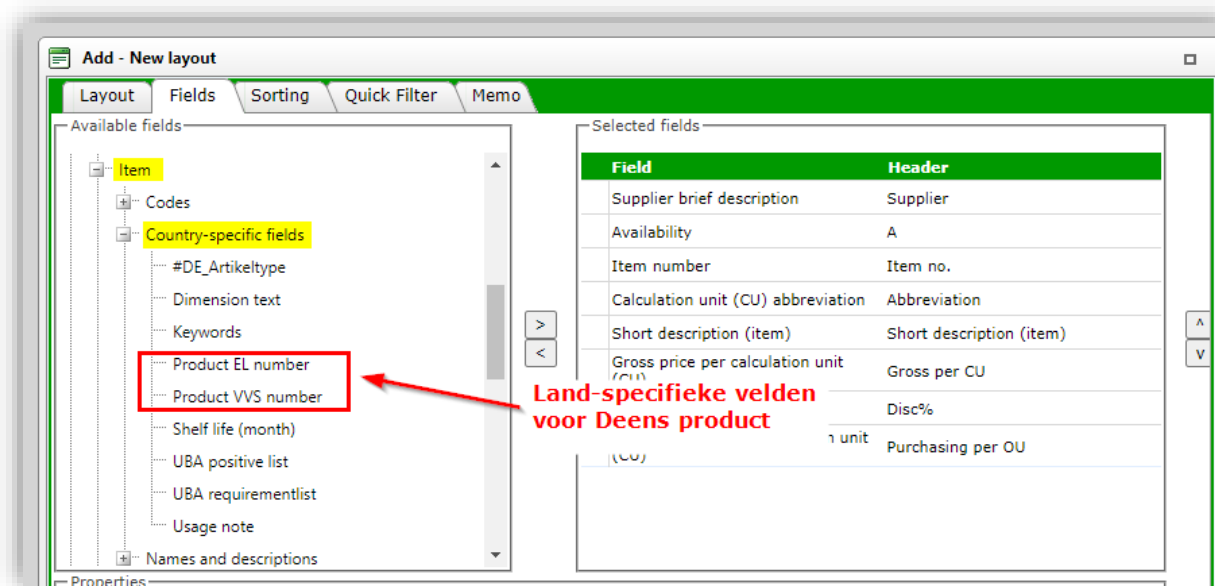 Add - New layout
Layout Fields Sorting Quick Filter Memo
Available fields
Item
Codes
Country-specific fields
#DE_Artikeltype
Dimension text
Keywords
Product EL number
Product VVS number
Shelf life (month)
UBA positive list
UBA requirementlist
Usage note
Names and descriptions
>
<
Selected fields
Field Header
Supplier brief description Supplier
Availability A
Item number Item no.
Calculation unit (CU) abbreviation Abbreviation
Short description (item) Short description (item)
Gross price per calculation unit
(CU) Gross per CU
Disc%
unit
(CU) Purchasing per OU
Land-specifieke velden
voor Deens product
^
v
Properties